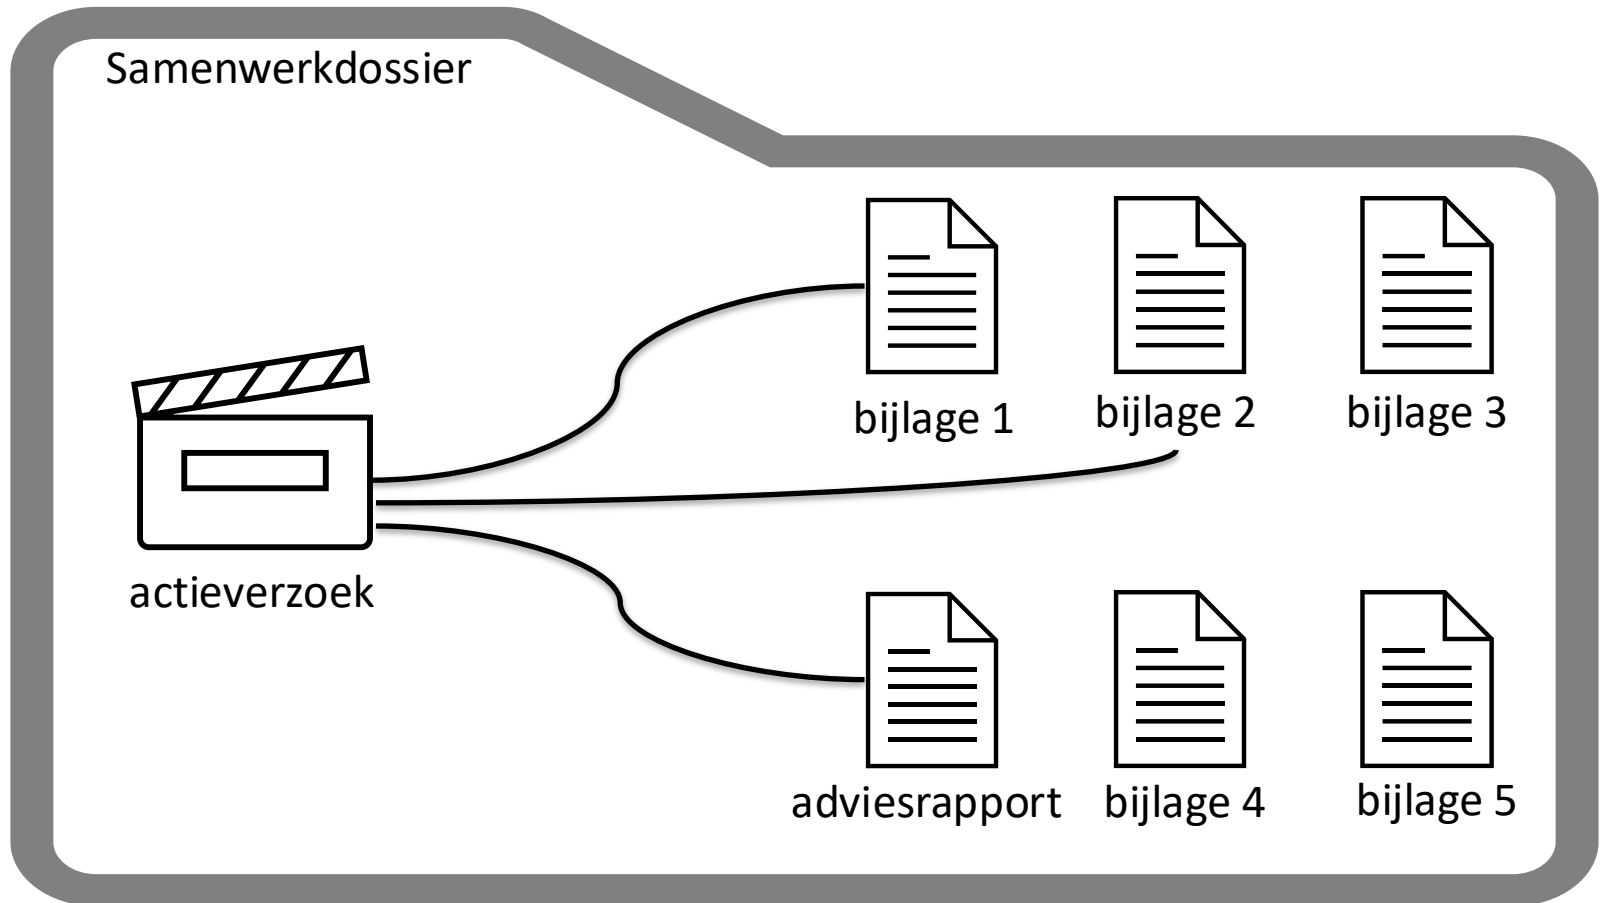 Samenwerkdossier
bijlage 1
bijlage 2
bijlage 3
actieverzoek
adviesrapport
bijlage 4
bijlage 5